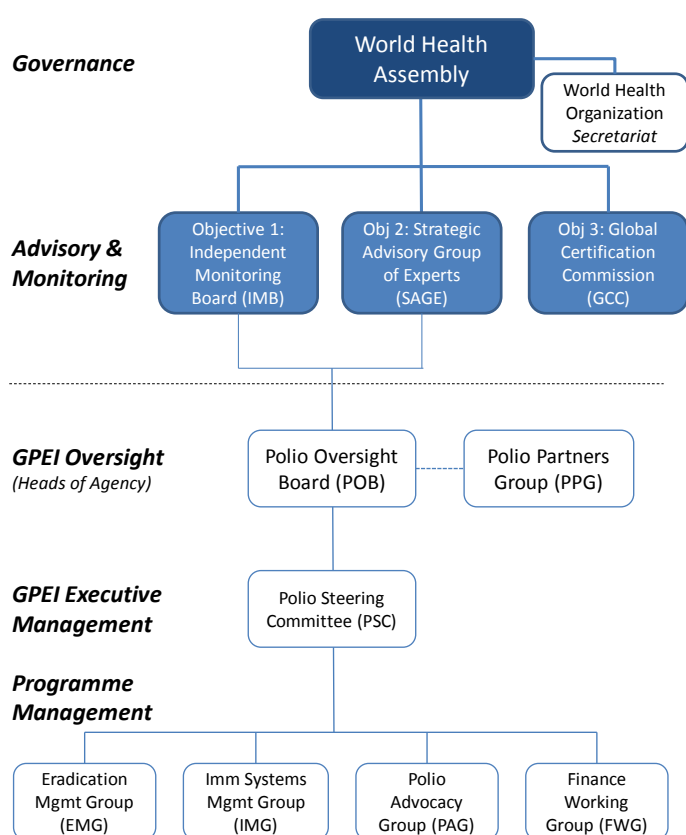 Governance
World Health
Assembly
World Health
Organization
Secretariat
Advisory &
Monitoring
Objective 1:
Independent
Monitoring
Board (IMB)
Obj 2: Strategic
Advisory Group
of Experts
(SAGE)
Obj 3: Global
Certification
Commission
(GCC)
GPEI Oversight
(Heads of Agency)
Polio Oversight
Board (POB)
Polio Partners
Group (PPG)
GPEI Executive
Management
Polio Steering
Committee (PSC)
Programme
Management
Eradication
Mgmt Group
(EMG)
Imm Systems
Mgmt Group
(IMG)
Polio
Advocacy
Group (PAG)
Finance
Working
Group (FWG)